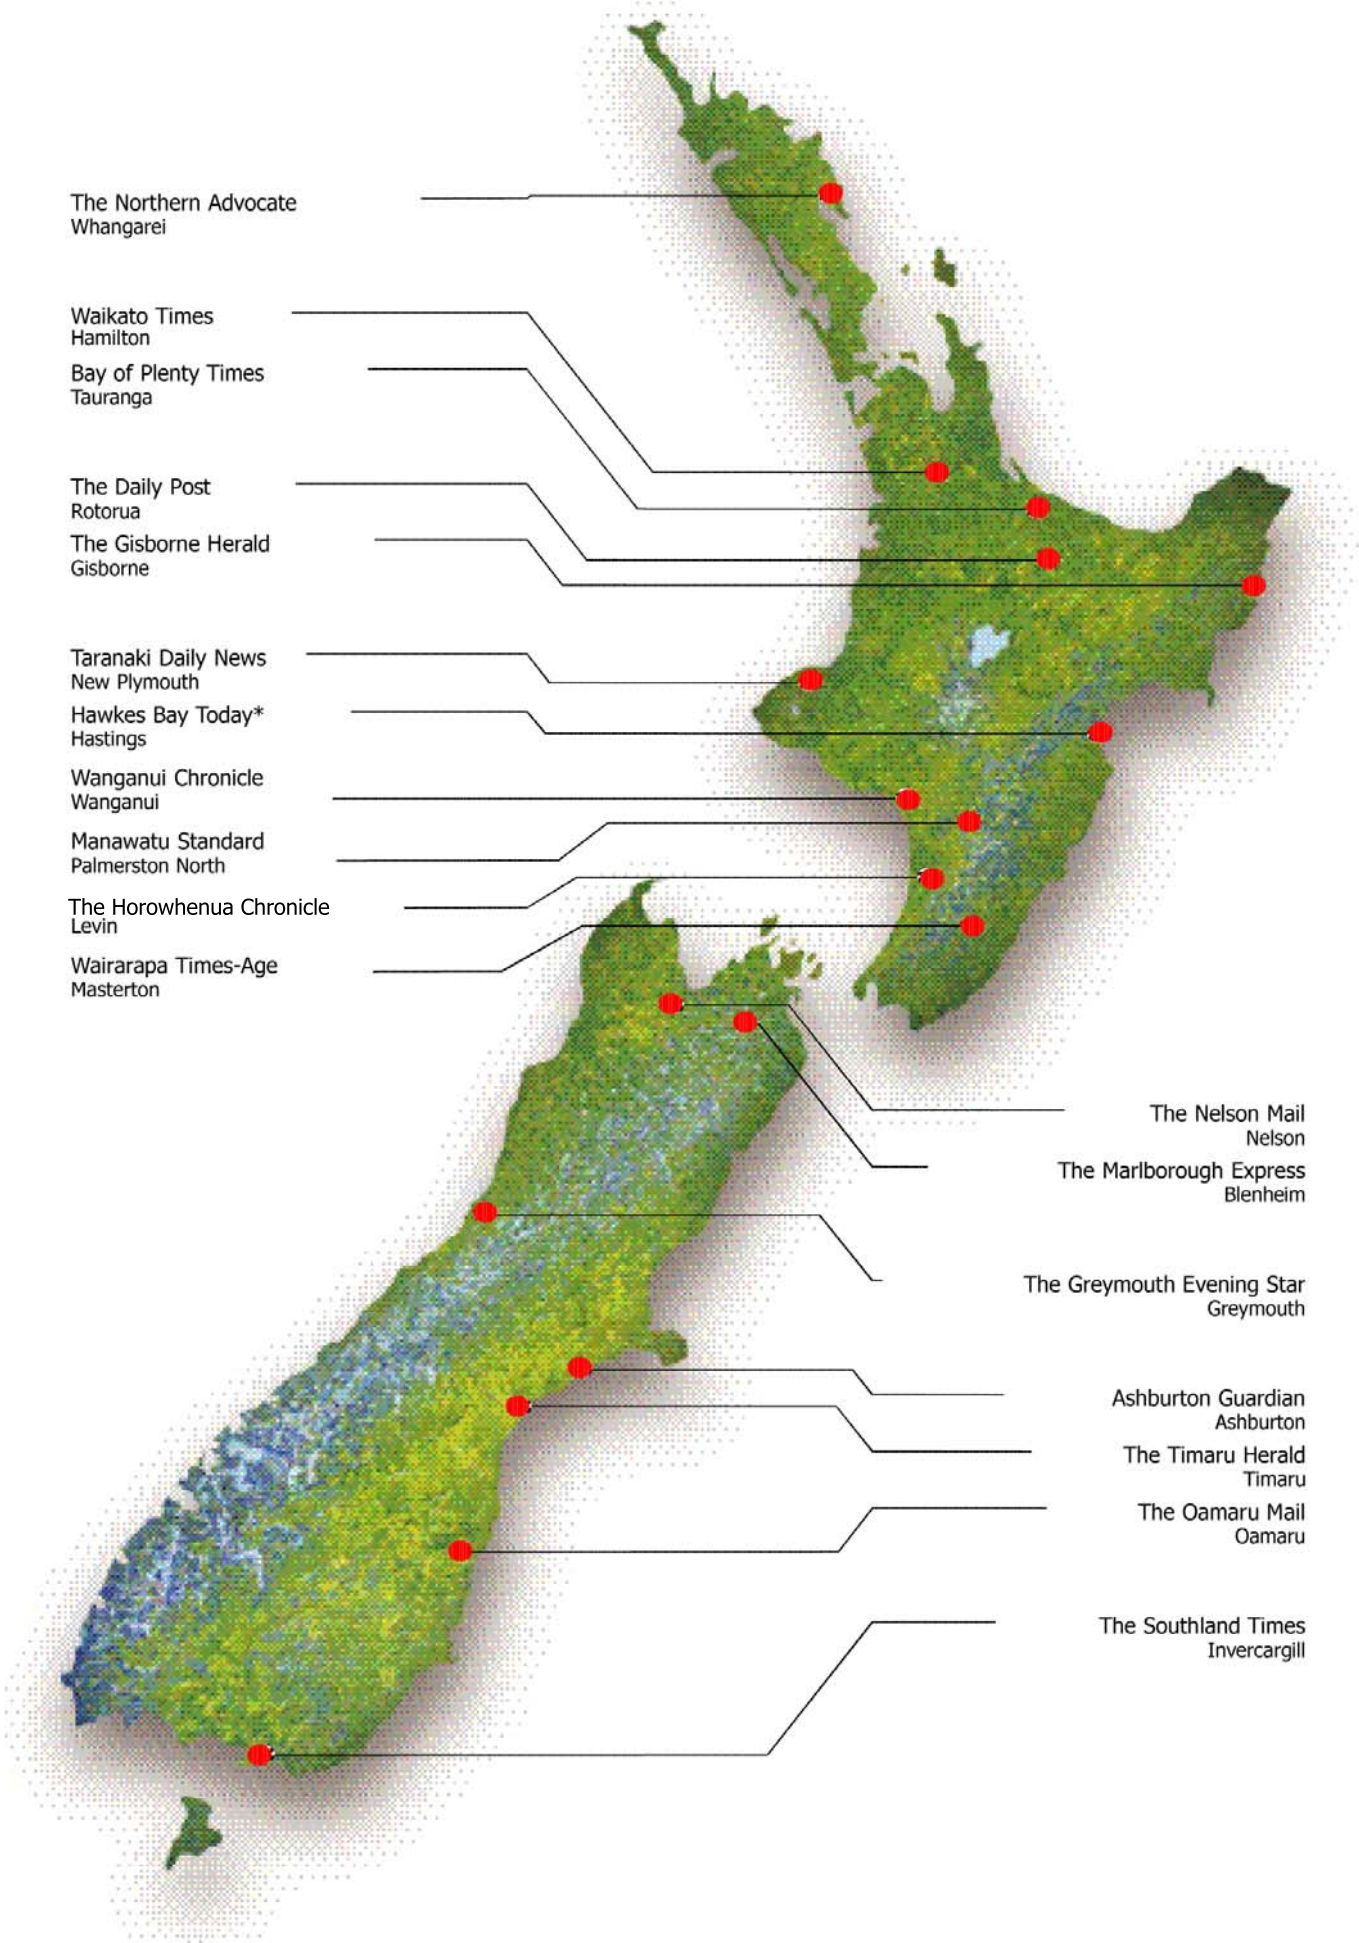 The Northern Advocate
Whangarei
Waikato Times
Hamilton
Bay of Plenty Times
Tauranga
The Daily Post
Rotorua
The Gisborne Herald
Gisborne
Taranaki Daily News
New Plymouth
Hawkes Bay Today*
Hastings
Wanganui Chronicle
Wanganui
Manawatu Standard
Palmerston North
The Horowhenua Chronicle
Levin
Wairarapa Times-Age
Masterton
The Nelson Mail
Nelson
The Marlborough Express
Blenheim
The Greymouth Evening Star
Greymouth
Ashburton Guardian
Ashburton
The Timaru Herald
Timaru
The Oamaru Mail
Oamaru
The Southland Times
Invercargill